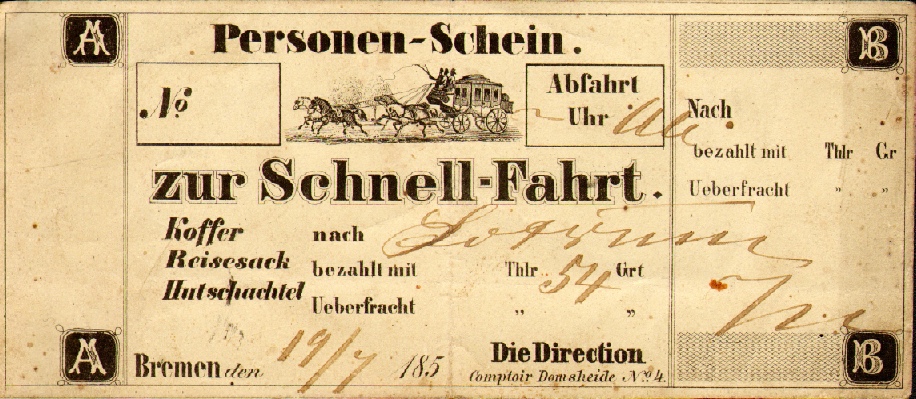 A
B
Personen-Schein.
No
Abfahrt
Uhr
zur Schnell-Fahrt.
Koffer
Reisesack
Hutschachtel
nach
bezahlt mit Thlr 54 Grt
Ueberfracht " "
Bremen den 19/7 185
Die Direction
Comptoir Domsheide No 4.
Nach
bezahlt mit Thlr Gr
Ueberfracht " "
A
B